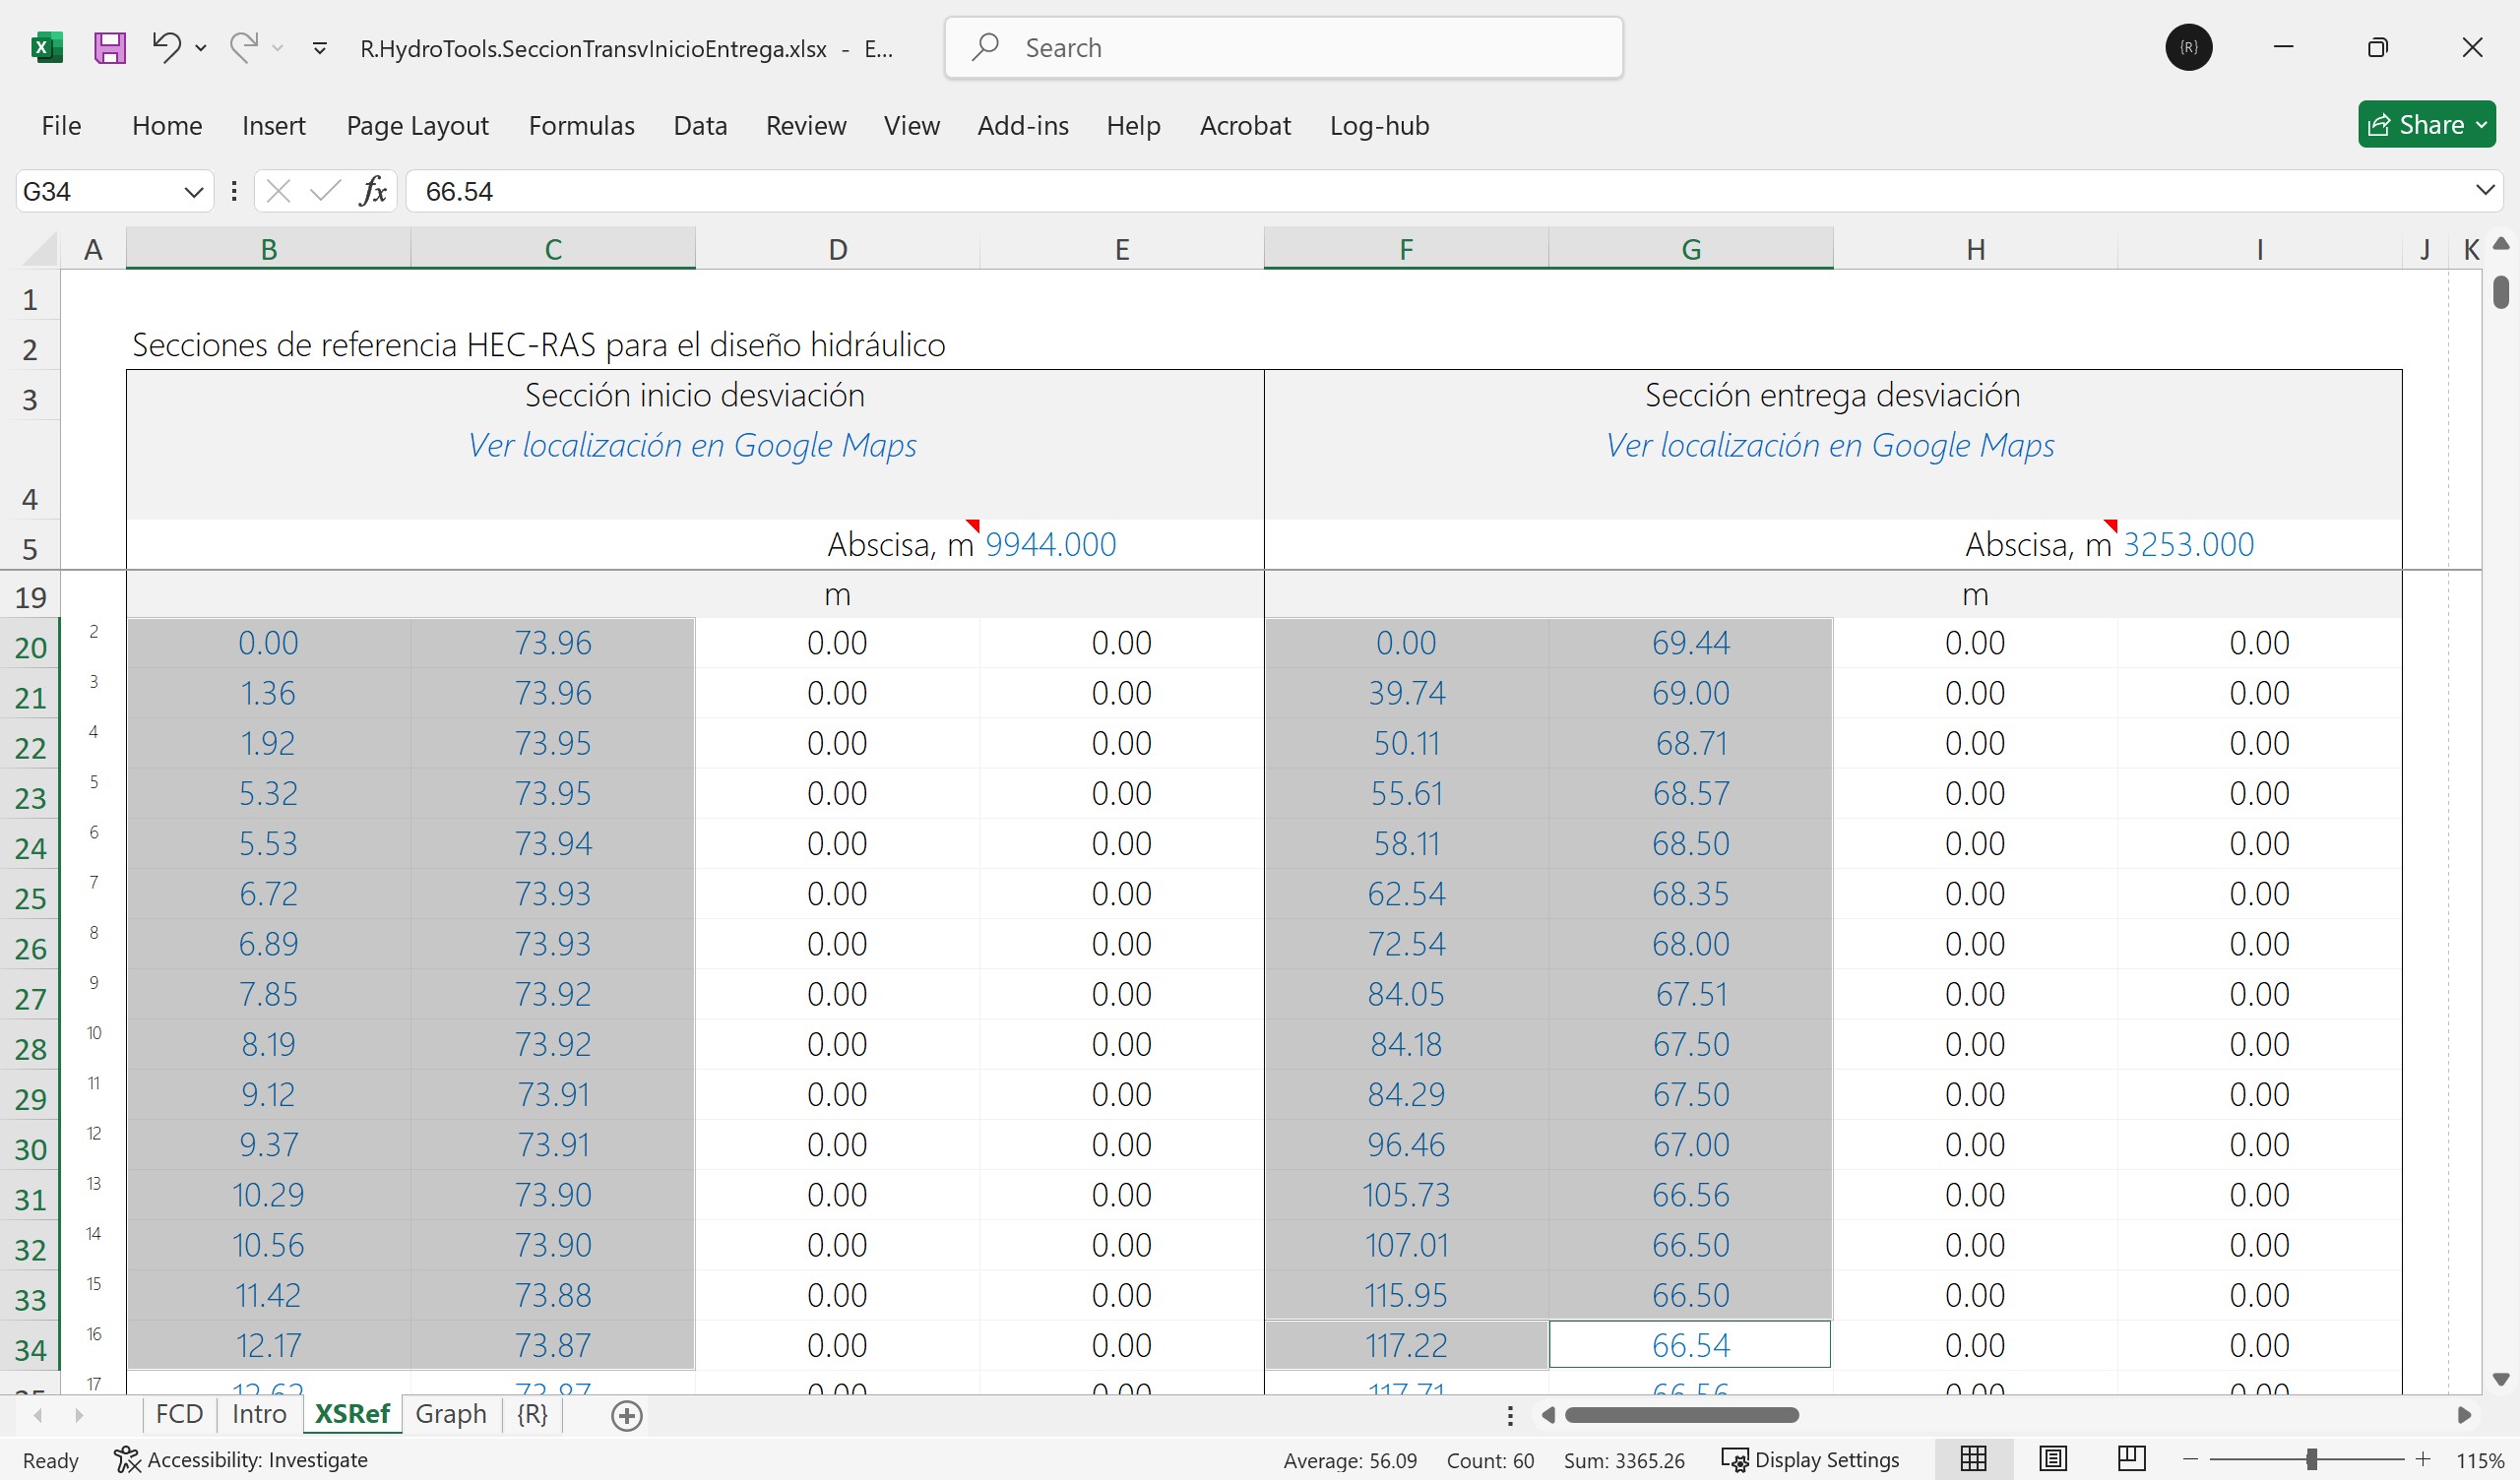 R.HydroTools.SeccionTransvInicioEntrega.xlsx - E...
Search
{R}
File Home Insert Page Layout Formulas Data Review View Add-ins Help Acrobat Log-hub Share
G34 fx 66.54
A B C D E F G H I J K
1
2 Secciones de referencia HEC-RAS para el diseño hidráulico
3 Sección inicio desviación Sección entrega desviación
Ver localización en Google Maps Ver localización en Google Maps
4
5 Abscisa, m 9944.000 Abscisa, m 3253.000
19 m m
20 2 0.00 73.96 0.00 0.00 0.00 69.44 0.00 0.00
21 3 1.36 73.96 0.00 0.00 39.74 69.00 0.00 0.00
22 4 1.92 73.95 0.00 0.00 50.11 68.71 0.00 0.00
23 5 5.32 73.95 0.00 0.00 55.61 68.57 0.00 0.00
24 6 5.53 73.94 0.00 0.00 58.11 68.50 0.00 0.00
25 7 6.72 73.93 0.00 0.00 62.54 68.35 0.00 0.00
26 8 6.89 73.93 0.00 0.00 72.54 68.00 0.00 0.00
27 9 7.85 73.92 0.00 0.00 84.05 67.51 0.00 0.00
28 10 8.19 73.92 0.00 0.00 84.18 67.50 0.00 0.00
29 11 9.12 73.91 0.00 0.00 84.29 67.50 0.00 0.00
30 12 9.37 73.91 0.00 0.00 96.46 67.00 0.00 0.00
31 13 10.29 73.90 0.00 0.00 105.73 66.56 0.00 0.00
32 14 10.56 73.90 0.00 0.00 107.01 66.50 0.00 0.00
33 15 11.42 73.88 0.00 0.00 115.95 66.50 0.00 0.00
34 16 12.17 73.87 0.00 0.00 117.22 66.54 0.00 0.00
17
FCD Intro XSRef Graph {R}
Ready Accessibility: Investigate Average: 56.09 Count: 60 Sum: 3365.26 Display Settings 115%